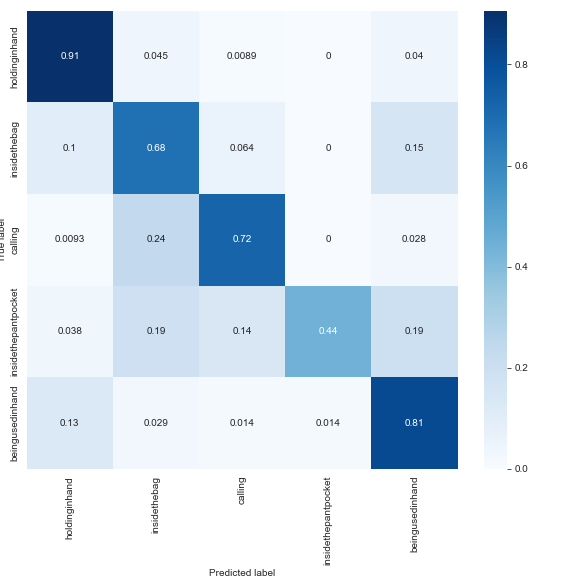 holdinginhand
0.91 0.045 0.0089 0 0.04
insidethebag
0.1 0.68 0.064 0 0.15
True label
calling
0.0093 0.24 0.72 0 0.028
insidethepantpocket
0.038 0.19 0.14 0.44 0.19
beingusedinhand
0.13 0.029 0.014 0.014 0.81
holdinginhand insidethebag calling insidethepantpocket beingusedinhand
Predicted label
0.8
0.6
0.4
0.2
0.0